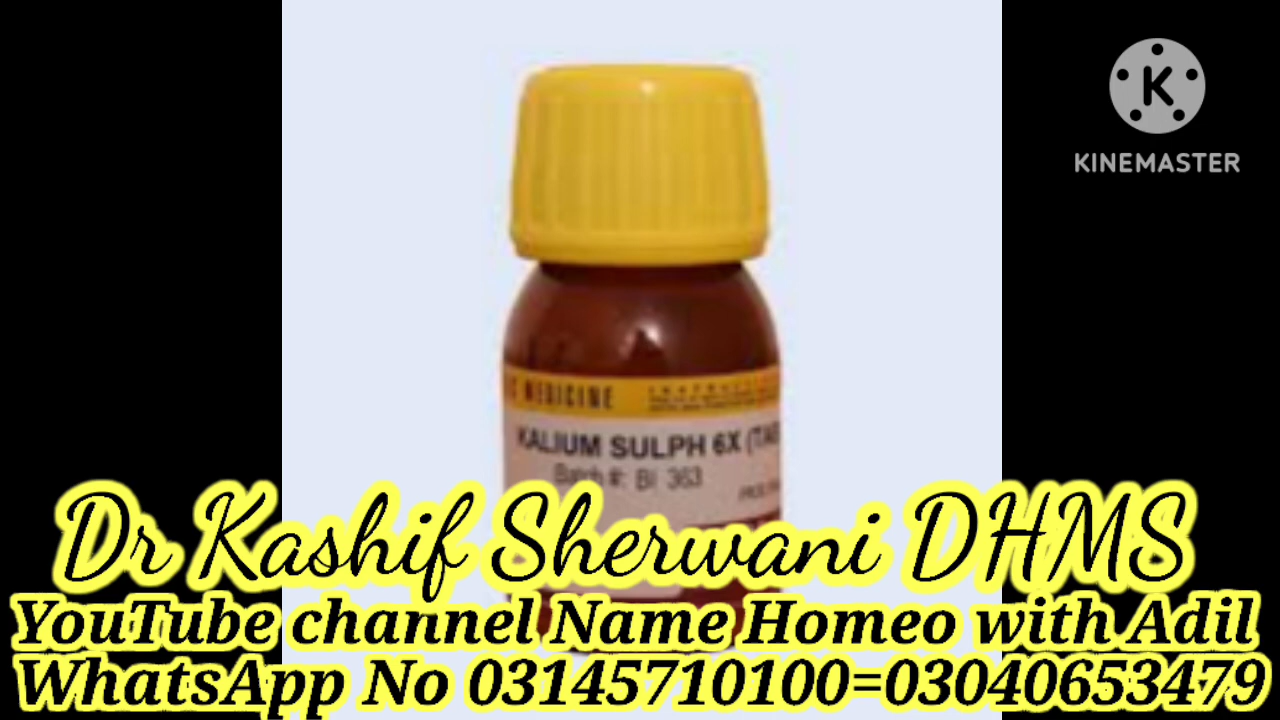 K
KINEMASTER
MEDICINE
KALIUM SULPH 6X
Batch #: BI 363
Dr Kashif Sherwani DHMS
YouTube channel Name Homeo with Adil
WhatsApp No 03145710100=03040653479